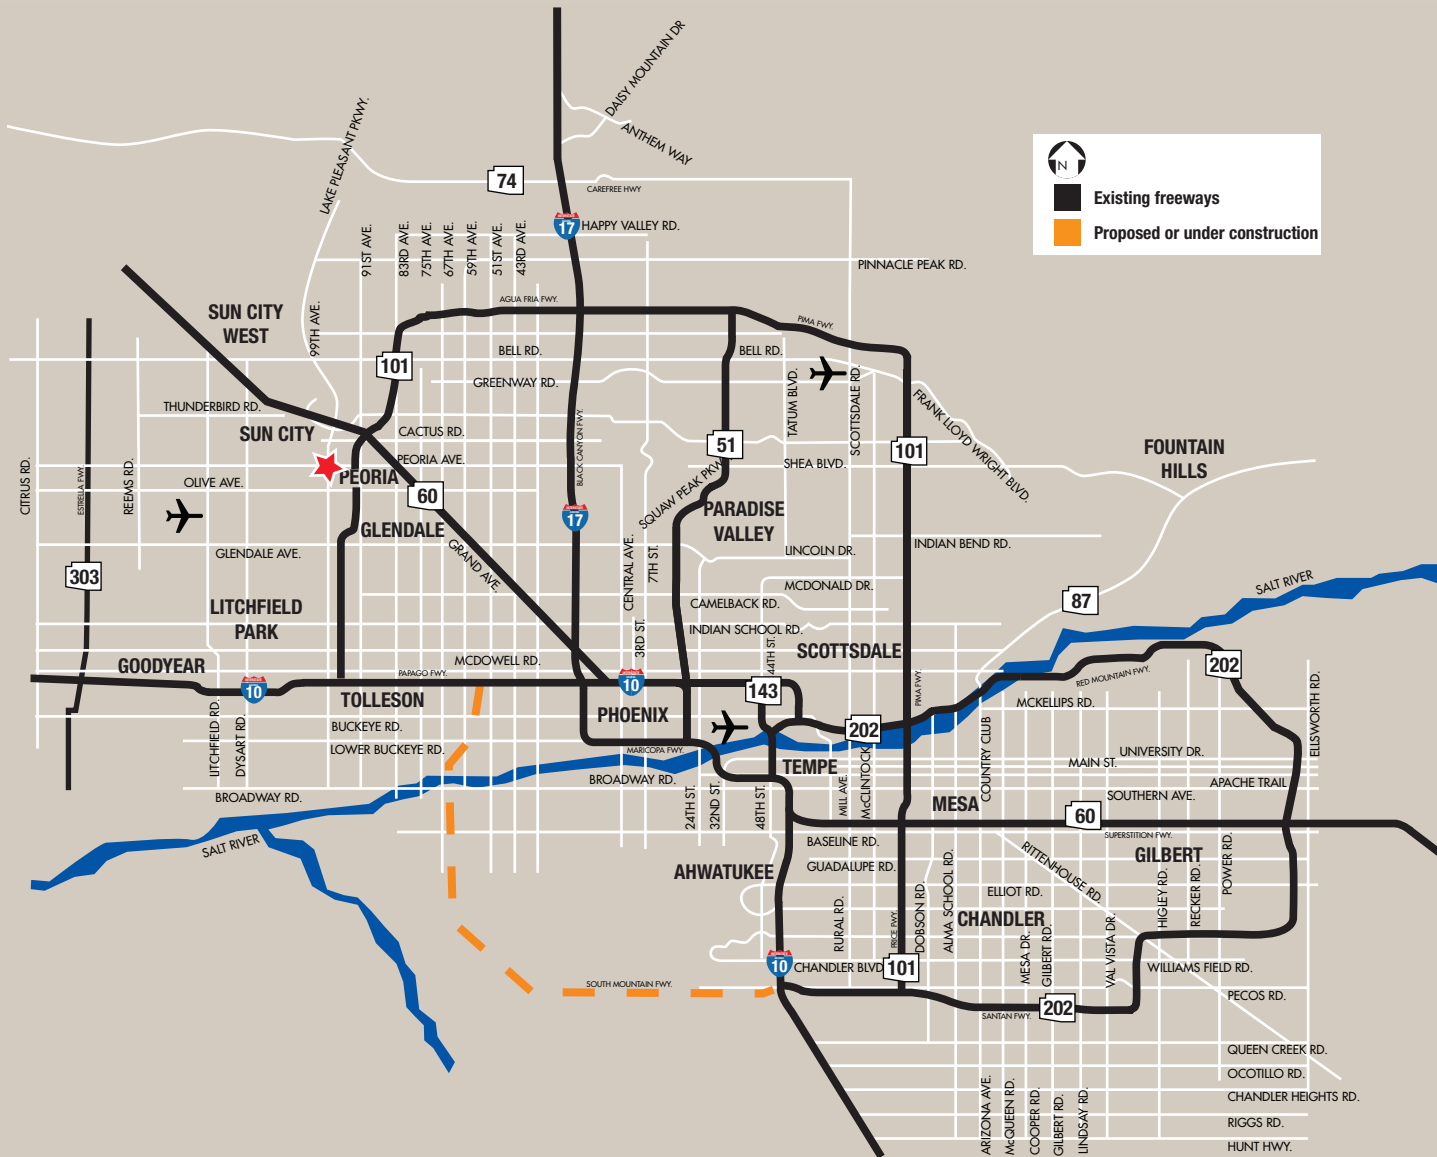 DAISY MOUNTAIN DR
ANTHEM WAY
LAKE PLEASANT PKWY.
74
CAREFREE HWY
N
Existing freeways
Proposed or under construction
17
HAPPY VALLEY RD.
91ST AVE.
83RD AVE.
75TH AVE.
67TH AVE.
59TH AVE.
51ST AVE.
43RD AVE.
PINNACLE PEAK RD.
SUN CITY
WEST
99TH AVE.
AGUA FRIA FWY.
PIMA FWY.
101
BELL RD.
BELL RD.
GREENWAY RD.
TATUM BLVD.
SCOTTSDALE RD.
FRANK LLOYD WRIGHT BLVD.
THUNDERBIRD RD.
SUN CITY
CACTUS RD.
BLACK CANYON FWY.
51
101
FOUNTAIN
HILLS
PEORIA AVE.
SHEA BLVD.
CITRUS RD.
ESTRELLA FWY.
REEMS RD.
OLIVE AVE.
PEORIA
60
SQUAW PEAK PKW
PARADISE
VALLEY
17
GLENDALE
GLENDALE AVE.
GRAND AVE.
CENTRAL AVE.
7TH ST.
LINCOLN DR.
INDIAN BEND RD.
303
MCDONALD DR.
SALT RIVER
87
LITCHFIELD
PARK
CAMELBACK RD.
INDIAN SCHOOL RD.
3RD ST.
44TH ST.
SCOTTSDALE
GOODYEAR
MCDOWELL RD.
PAPAGO FWY.
10
10
143
PIMA FWY.
RED MOUNTAIN FWY.
202
TOLLESON
PHOENIX
MCKELLIPS RD.
ELLSWORTH RD.
BUCKEYE RD.
LITCHFIELD RD.
DYSART RD.
LOWER BUCKEYE RD.
MARICOPA FWY.
202
COUNTRY CLUB
UNIVERSITY DR.
MAIN ST.
TEMPE
BROADWAY RD.
APACHE TRAIL
BROADWAY RD.
24TH ST.
32ND ST.
48TH ST.
MILL AVE.
McCLINTOCK
MESA
SOUTHERN AVE.
60
SUPERSTITION FWY.
SALT RIVER
BASELINE RD.
GUADALUPE RD.
AHWATUKEE
RITTENHOUSE RD.
GILBERT
ELLIOT RD.
HIGLEY RD.
RECKER RD.
POWER RD.
RURAL RD.
PRICE FWY.
DOBSON RD.
ALMA SCHOOL RD.
CHANDLER
MESA DR.
GILBERT RD.
VAL VISTA DR.
10
CHANDLER BLVD
101
WILLIAMS FIELD RD.
SOUTH MOUNTAIN FWY.
PECOS RD.
202
SANTAN FWY.
QUEEN CREEK RD.
OCOTILLO RD.
CHANDLER HEIGHTS RD.
RIGGS RD.
HUNT HWY.
ARIZONA AVE.
McQUEEN RD.
COOPER RD.
GILBERT RD.
LINDSAY RD.